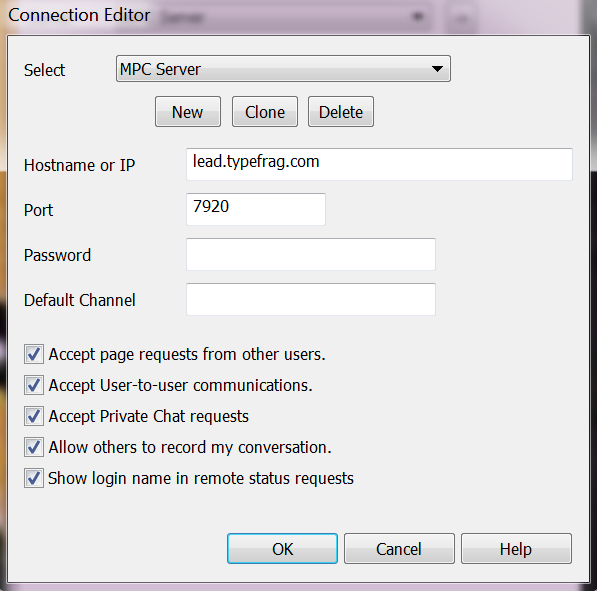 Connection Editor
Select
MPC Server
New
Clone
Delete
Hostname or IP
lead.typefrag.com
Port
7920
Password
Default Channel
Accept page requests from other users.
Accept User-to-user communications.
Accept Private Chat requests
Allow others to record my conversation.
Show login name in remote status requests
OK
Cancel
Help